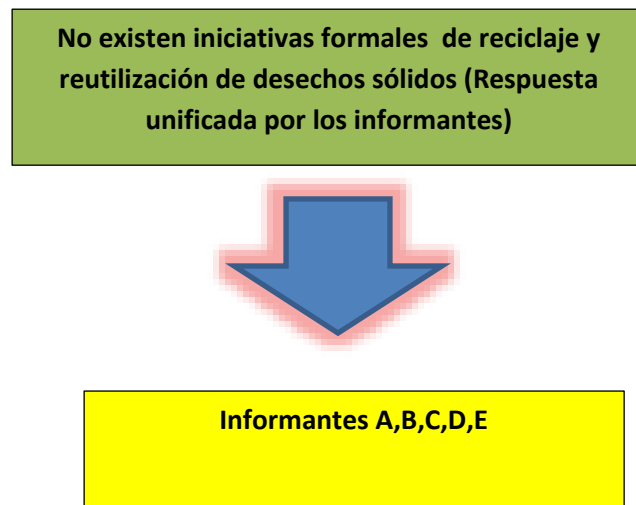 No existen iniciativas formales de reciclaje y
reutilización de desechos sólidos (Respuesta
unificada por los informantes)
Informantes A,B,C,D,E